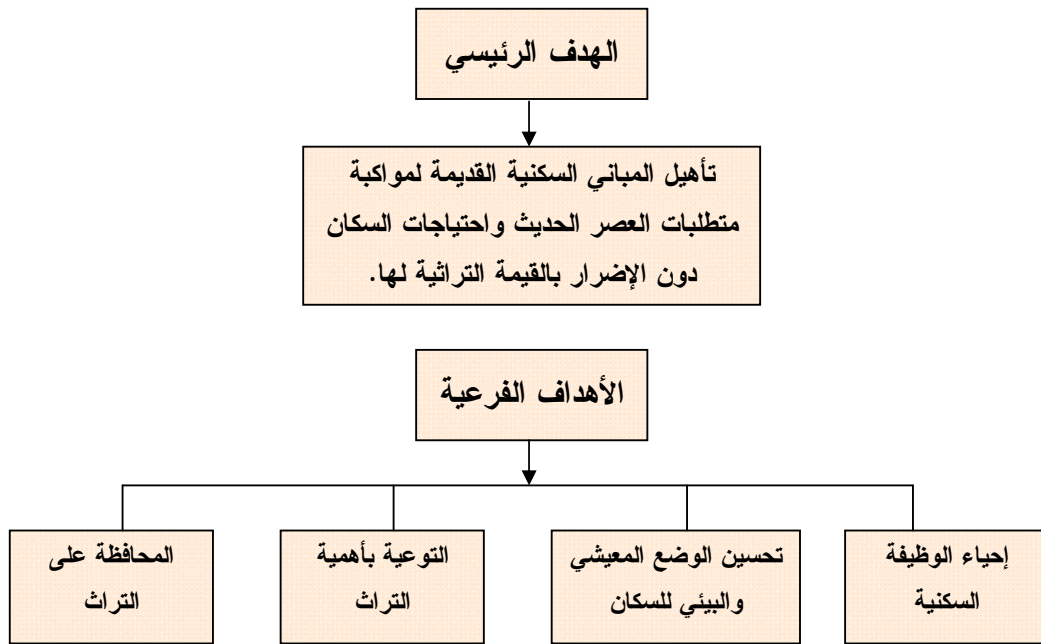 الهدف الرئيسي
تأهيل المباني السكنية القديمة لمواكبة
متطلبات العصر الحديث واحتياجات السكان
دون الإضرار بالقيمة التراثية لها.
الأهداف الفرعية
إحياء الوظيفة
السكنية
تحسين الوضع المعيشي
والبيئي للسكان
التوعية بأهمية
التراث
المحافظة على
التراث